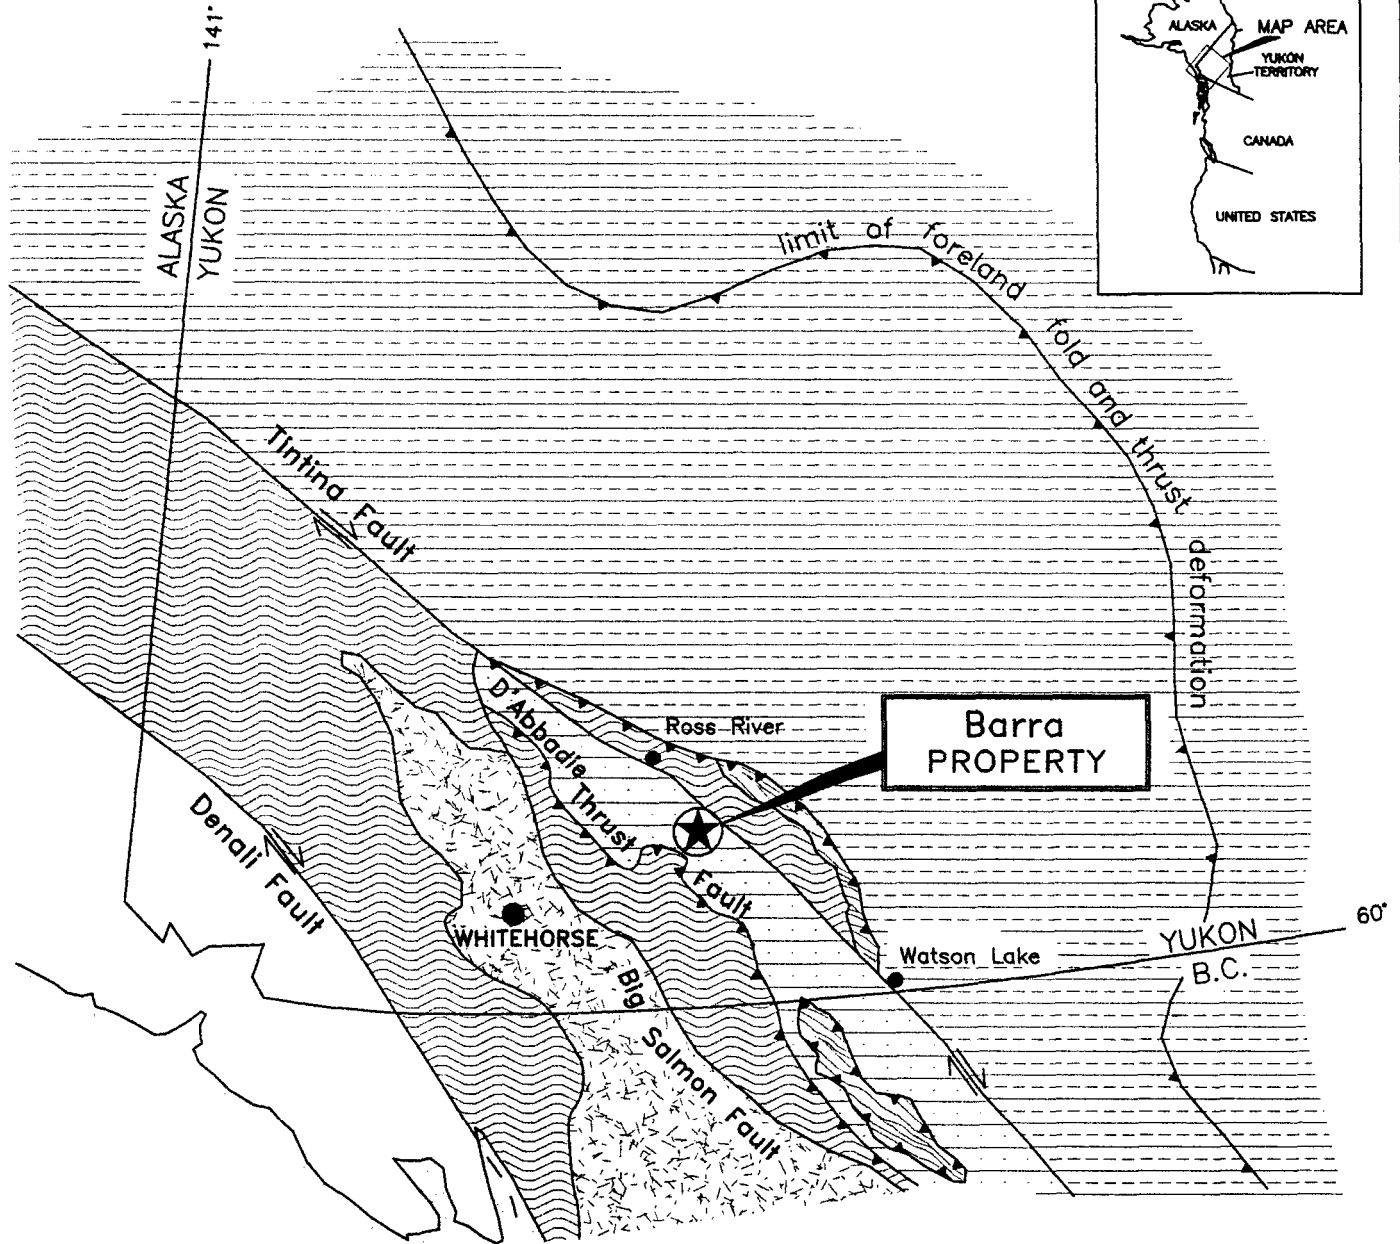 141°
ALASKA
YUKON
ALASKA
MAP AREA
YUKON
TERRITORY
CANADA
UNITED STATES
limit of foreland fold and thrust deformation
Tintina Fault
D'Abbadie Thrust Fault
Ross River
Barra
PROPERTY
Denali Fault
WHITEHORSE
Big Salmon Fault
Watson Lake
YUKON
B.C.
60°